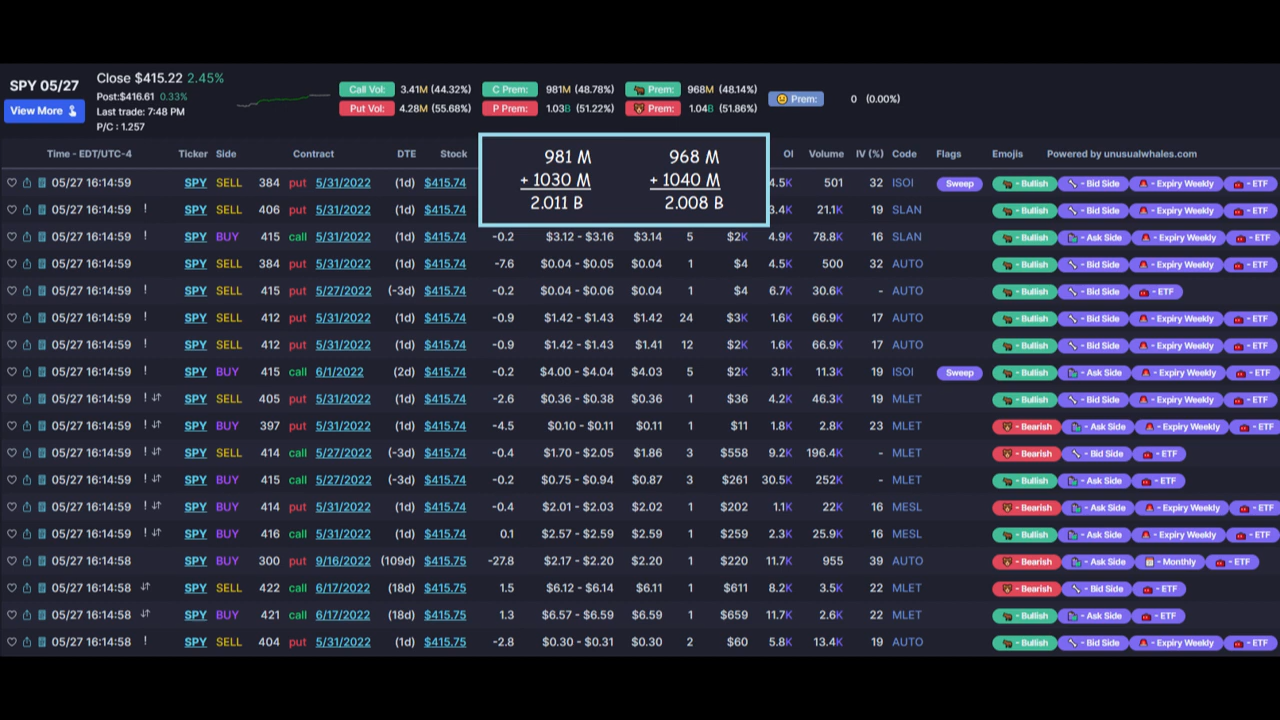 SPY 05/27
View More
Close $415.22 2.45%
Post:$416.61 0.33%
Last trade: 7:48 PM
P/C : 1.257
Call Vol: 3.41M (44.32%)
Put Vol: 4.28M (55.68%)
C Prem: 981M (48.78%)
P Prem: 1.03B (51.22%)
Prem: 968M (48.14%)
Prem: 1.04B (51.86%)
Prem: 0 (0.00%)
981 M
+ 1030 M
2.011 B
968 M
+ 1040 M
2.008 B
Time - EDT/UTC-4 Ticker Side Contract DTE Stock OI Volume IV (%) Code Flags Emojis Powered by unusualwhales.com
05/27 16:14:59 SPY SELL 384 put 5/31/2022 (1d) $415.74 4.5K 501 32 ISOI Sweep - Bullish - Bid Side - Expiry Weekly - ETF
05/27 16:14:59 ! SPY SELL 406 put 5/31/2022 (1d) $415.74 3.4K 21.1K 19 SLAN - Bullish - Bid Side - Expiry Weekly - ETF
05/27 16:14:59 ! SPY BUY 415 call 5/31/2022 (1d) $415.74 -0.2 $3.12 - $3.16 $3.14 5 $2K 4.9K 78.8K 16 SLAN - Bullish - Ask Side - Expiry Weekly - ETF
05/27 16:14:59 SPY SELL 384 put 5/31/2022 (1d) $415.74 -7.6 $0.04 - $0.05 $0.04 1 $4 4.5K 500 32 AUTO - Bullish - Bid Side - Expiry Weekly - ETF
05/27 16:14:59 ! SPY SELL 415 put 5/27/2022 (-3d) $415.74 -0.2 $0.04 - $0.06 $0.04 1 $4 6.7K 30.6K - AUTO - Bullish - Bid Side - ETF
05/27 16:14:59 ! SPY SELL 412 put 5/31/2022 (1d) $415.74 -0.9 $1.42 - $1.43 $1.42 24 $3K 1.6K 66.9K 17 AUTO - Bullish - Bid Side - Expiry Weekly - ETF
05/27 16:14:59 ! SPY SELL 412 put 5/31/2022 (1d) $415.74 -0.9 $1.42 - $1.43 $1.41 12 $2K 1.6K 66.9K 17 AUTO - Bullish - Bid Side - Expiry Weekly - ETF
05/27 16:14:59 ! SPY BUY 415 call 6/1/2022 (2d) $415.74 -0.2 $4.00 - $4.04 $4.03 5 $2K 3.1K 11.3K 19 ISOI Sweep - Bullish - Ask Side - Expiry Weekly - ETF
05/27 16:14:59 ! SPY SELL 405 put 5/31/2022 (1d) $415.74 -2.6 $0.36 - $0.38 $0.36 1 $36 4.2K 46.3K 19 MLET - Bullish - Bid Side - Expiry Weekly - ETF
05/27 16:14:59 ! SPY BUY 397 put 5/31/2022 (1d) $415.74 -4.5 $0.10 - $0.11 $0.11 1 $11 1.8K 2.8K 23 MLET - Bearish - Ask Side - Expiry Weekly - ETF
05/27 16:14:59 ! SPY SELL 414 call 5/27/2022 (-3d) $415.74 -0.4 $1.70 - $2.05 $1.86 3 $558 9.2K 196.4K - MLET - Bearish - Bid Side - ETF
05/27 16:14:59 ! SPY BUY 415 call 5/27/2022 (-3d) $415.74 -0.2 $0.75 - $0.94 $0.87 3 $261 30.5K 252K - MLET - Bullish - Ask Side - ETF
05/27 16:14:59 ! SPY BUY 414 put 5/31/2022 (1d) $415.74 -0.4 $2.01 - $2.03 $2.02 1 $202 1.1K 22K 16 MESL - Bearish - Ask Side - Expiry Weekly - ETF
05/27 16:14:59 ! SPY BUY 416 call 5/31/2022 (1d) $415.74 0.1 $2.57 - $2.59 $2.59 1 $259 2.3K 25.9K 16 MESL - Bullish - Ask Side - Expiry Weekly - ETF
05/27 16:14:58 SPY BUY 300 put 9/16/2022 (109d) $415.75 -27.8 $2.17 - $2.20 $2.20 1 $220 11.7K 955 39 AUTO - Bearish - Ask Side - Monthly - ETF
05/27 16:14:58 SPY SELL 422 call 6/17/2022 (18d) $415.75 1.5 $6.12 - $6.14 $6.11 1 $611 8.2K 3.5K 22 MLET - Bearish - Bid Side - ETF
05/27 16:14:58 SPY BUY 421 call 6/17/2022 (18d) $415.75 1.3 $6.57 - $6.59 $6.59 1 $659 11.7K 2.6K 22 MLET - Bullish - Ask Side - ETF
05/27 16:14:58 ! SPY SELL 404 put 5/31/2022 (1d) $415.75 -2.8 $0.30 - $0.31 $0.30 2 $60 5.8K 13.4K 19 AUTO - Bullish - Bid Side - Expiry Weekly - ETF